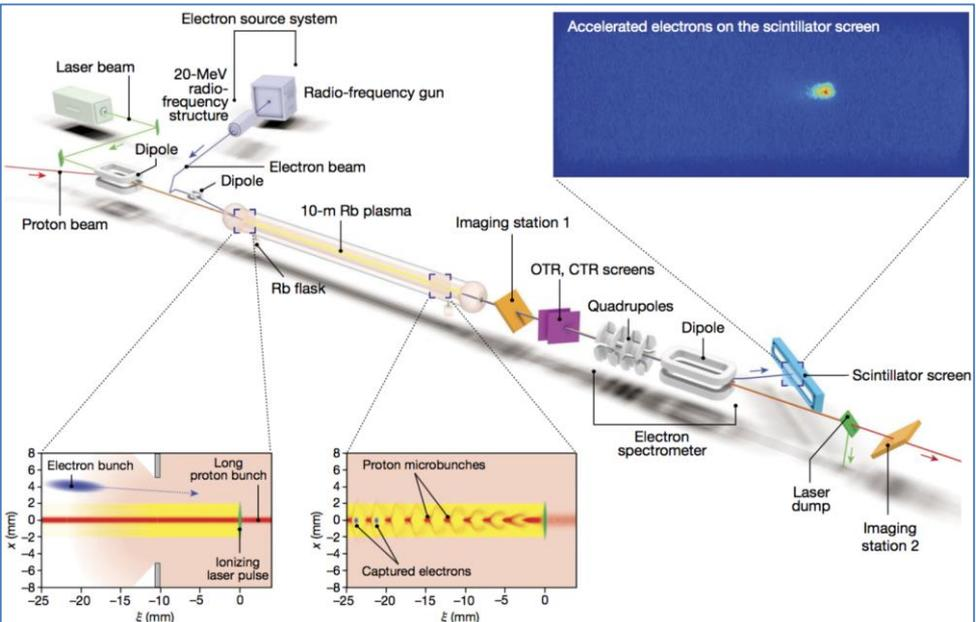 Electron source system
Accelerated electrons on the scintillator screen
Laser beam
20-MeV
radio-
frequency
structure
Radio-frequency gun
Dipole
Electron beam
Dipole
Proton beam
10-m Rb plasma
Rb flask
Imaging station 1
OTR, CTR screens
Quadrupoles
Dipole
Scintillator screen
Electron
spectrometer
Laser
dump
Imaging
station 2
8
6
4
2
0
−2
−4
−6
−8
x (mm)
Electron bunch
Long
proton bunch
Ionizing
laser pulse
−25 −20 −15 −10 −5 0
ξ (mm)
8
6
4
2
0
−2
−4
−6
−8
x (mm)
Proton microbunches
Captured electrons
−25 −20 −15 −10 −5 0
ξ (mm)